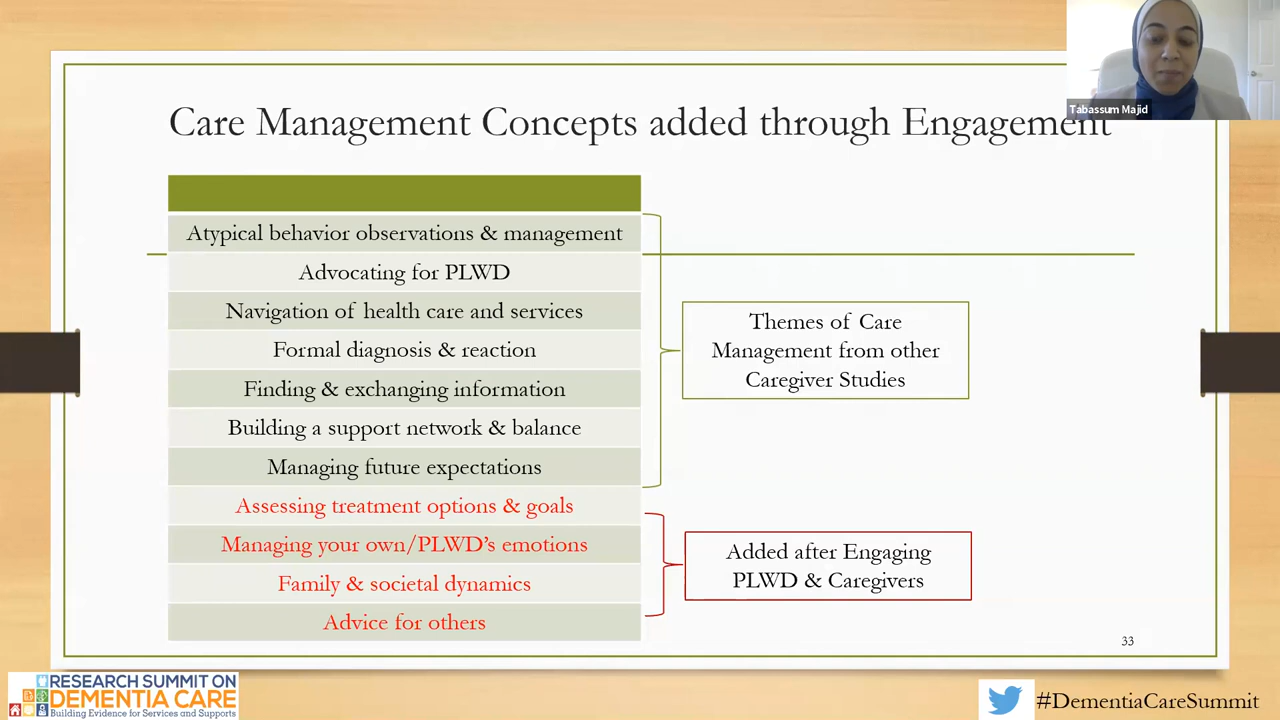 Tabassum Majid
Care Management Concepts added through Engagement
Atypical behavior observations & management
Advocating for PLWD
Navigation of health care and services
Formal diagnosis & reaction
Finding & exchanging information
Building a support network & balance
Managing future expectations
Assessing treatment options & goals
Managing your own/PLWD's emotions
Family & societal dynamics
Advice for others
Themes of Care
Management from other
Caregiver Studies
Added after Engaging
PLWD & Caregivers
33
RESEARCH SUMMIT ON
DEMENTIA CARE
Building Evidence for Services and Supports
#DementiaCareSummit